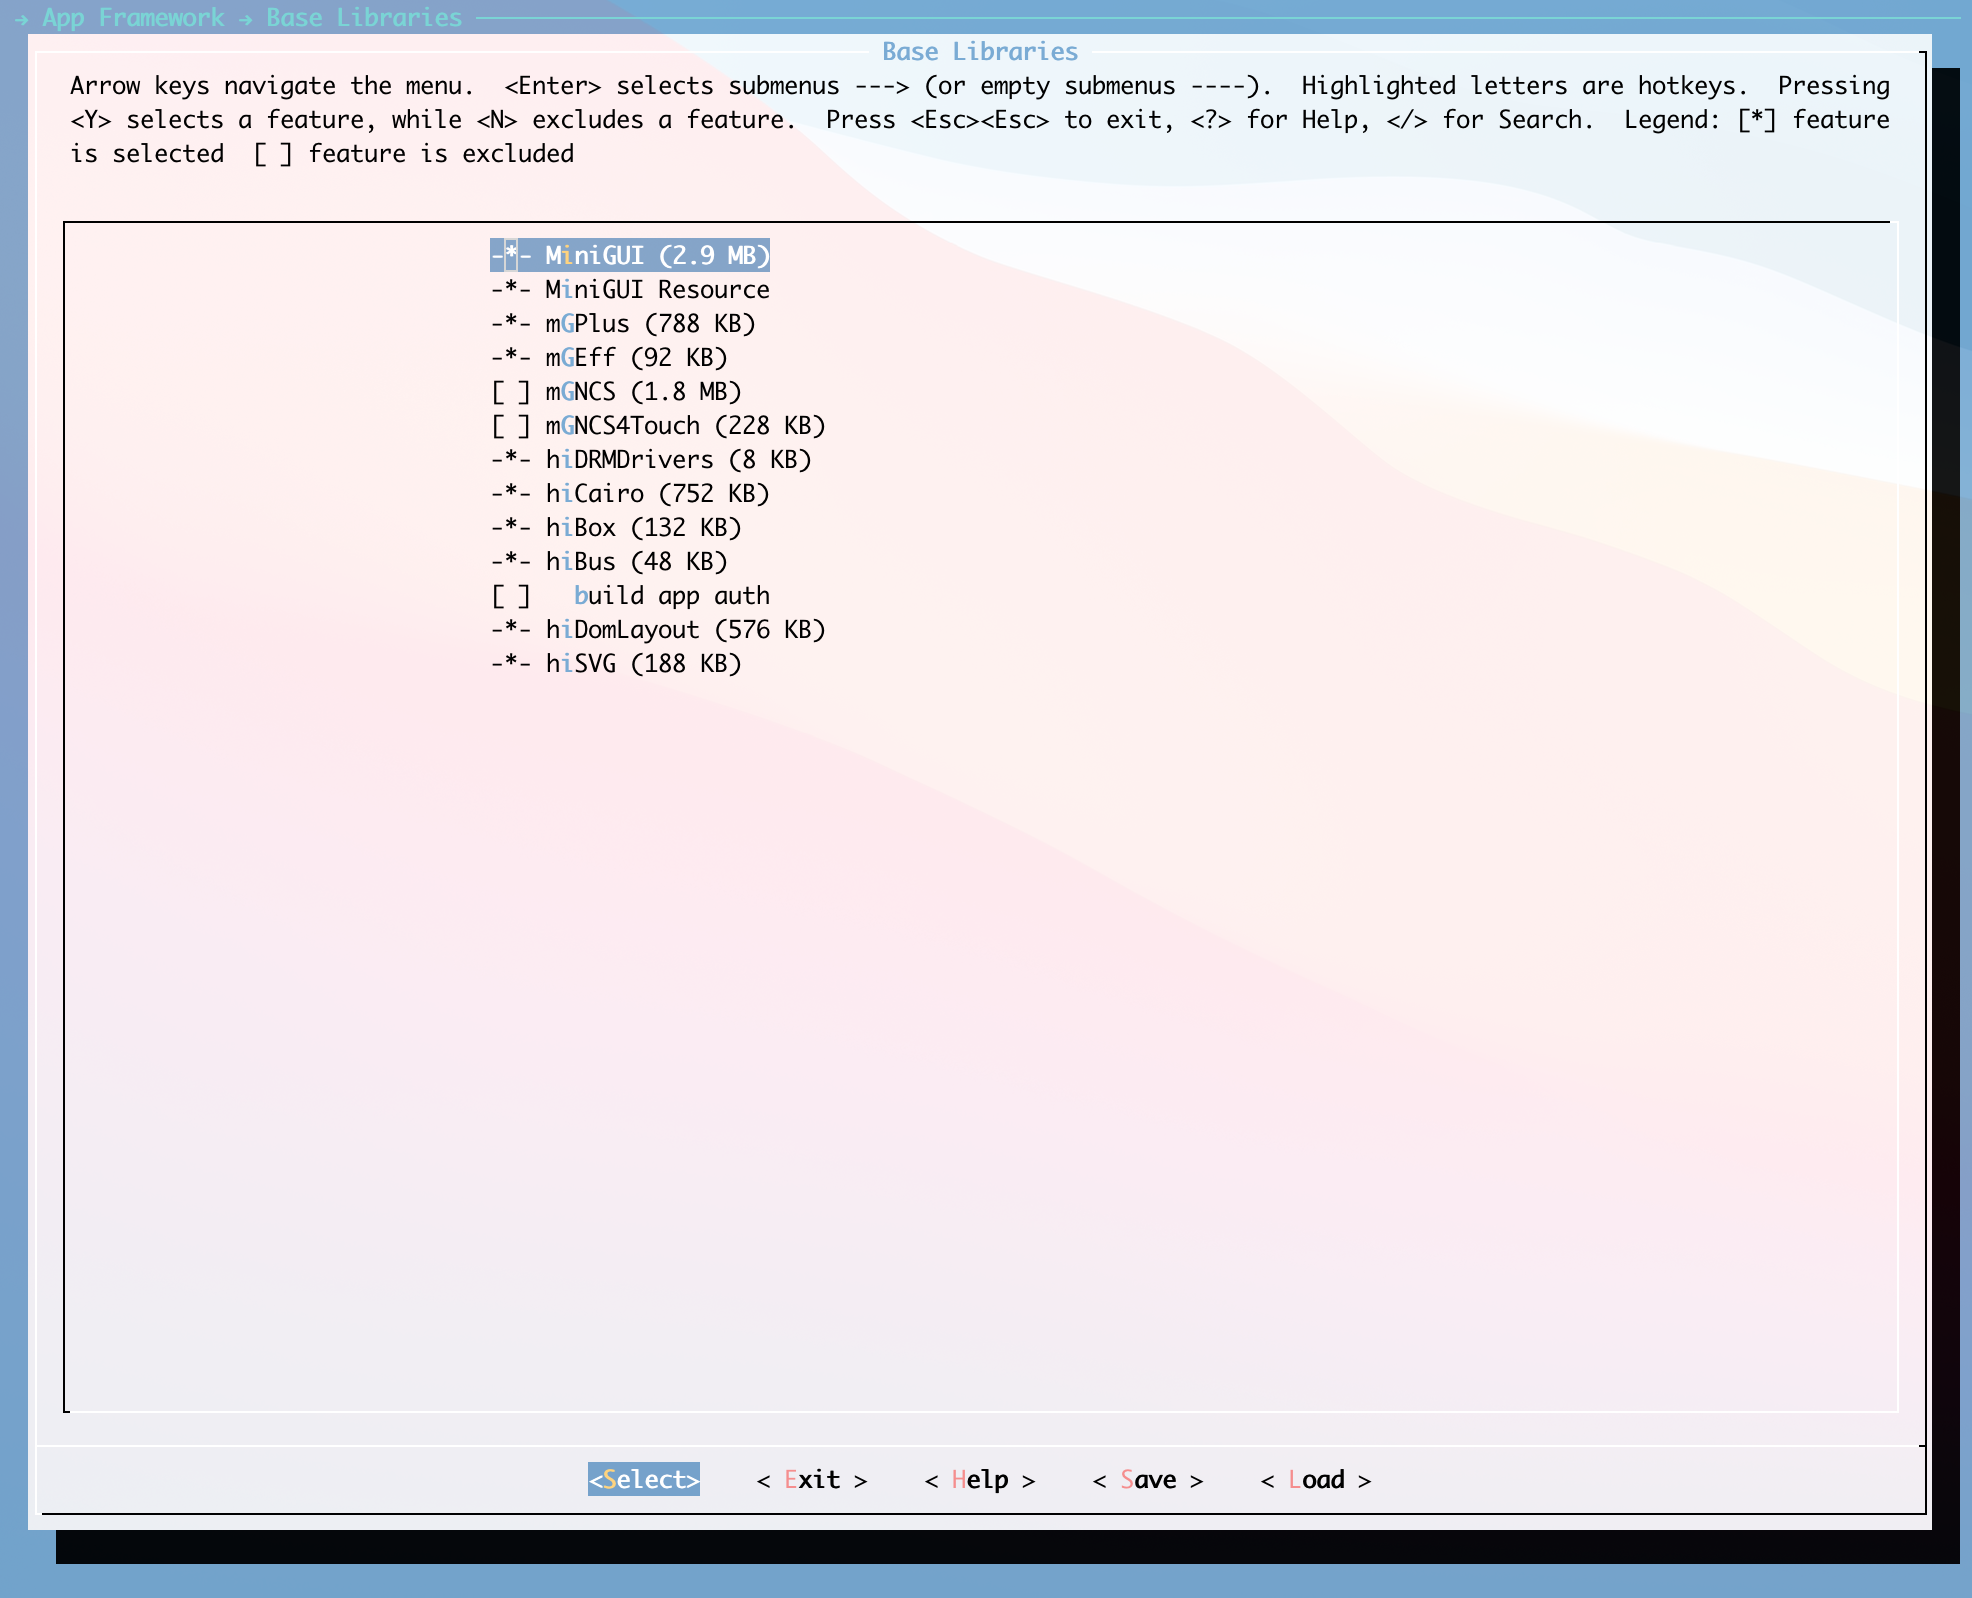 → App Framework → Base Libraries
Base Libraries
Arrow keys navigate the menu.  <Enter> selects submenus ---> (or empty submenus ----).  Highlighted letters are hotkeys.  Pressing
<Y> selects a feature, while <N> excludes a feature.  Press <Esc><Esc> to exit, <?> for Help, </> for Search.  Legend: [*] feature
is selected  [ ] feature is excluded
-*- MiniGUI (2.9 MB)
-*- MiniGUI Resource
-*- mGPlus (788 KB)
-*- mGEff (92 KB)
[ ] mGNCS (1.8 MB)
[ ] mGNCS4Touch (228 KB)
-*- hiDRMDrivers (8 KB)
-*- hiCairo (752 KB)
-*- hiBox (132 KB)
-*- hiBus (48 KB)
[ ]   build app auth
-*- hiDomLayout (576 KB)
-*- hiSVG (188 KB)
<Select>    < Exit >    < Help >    < Save >    < Load >